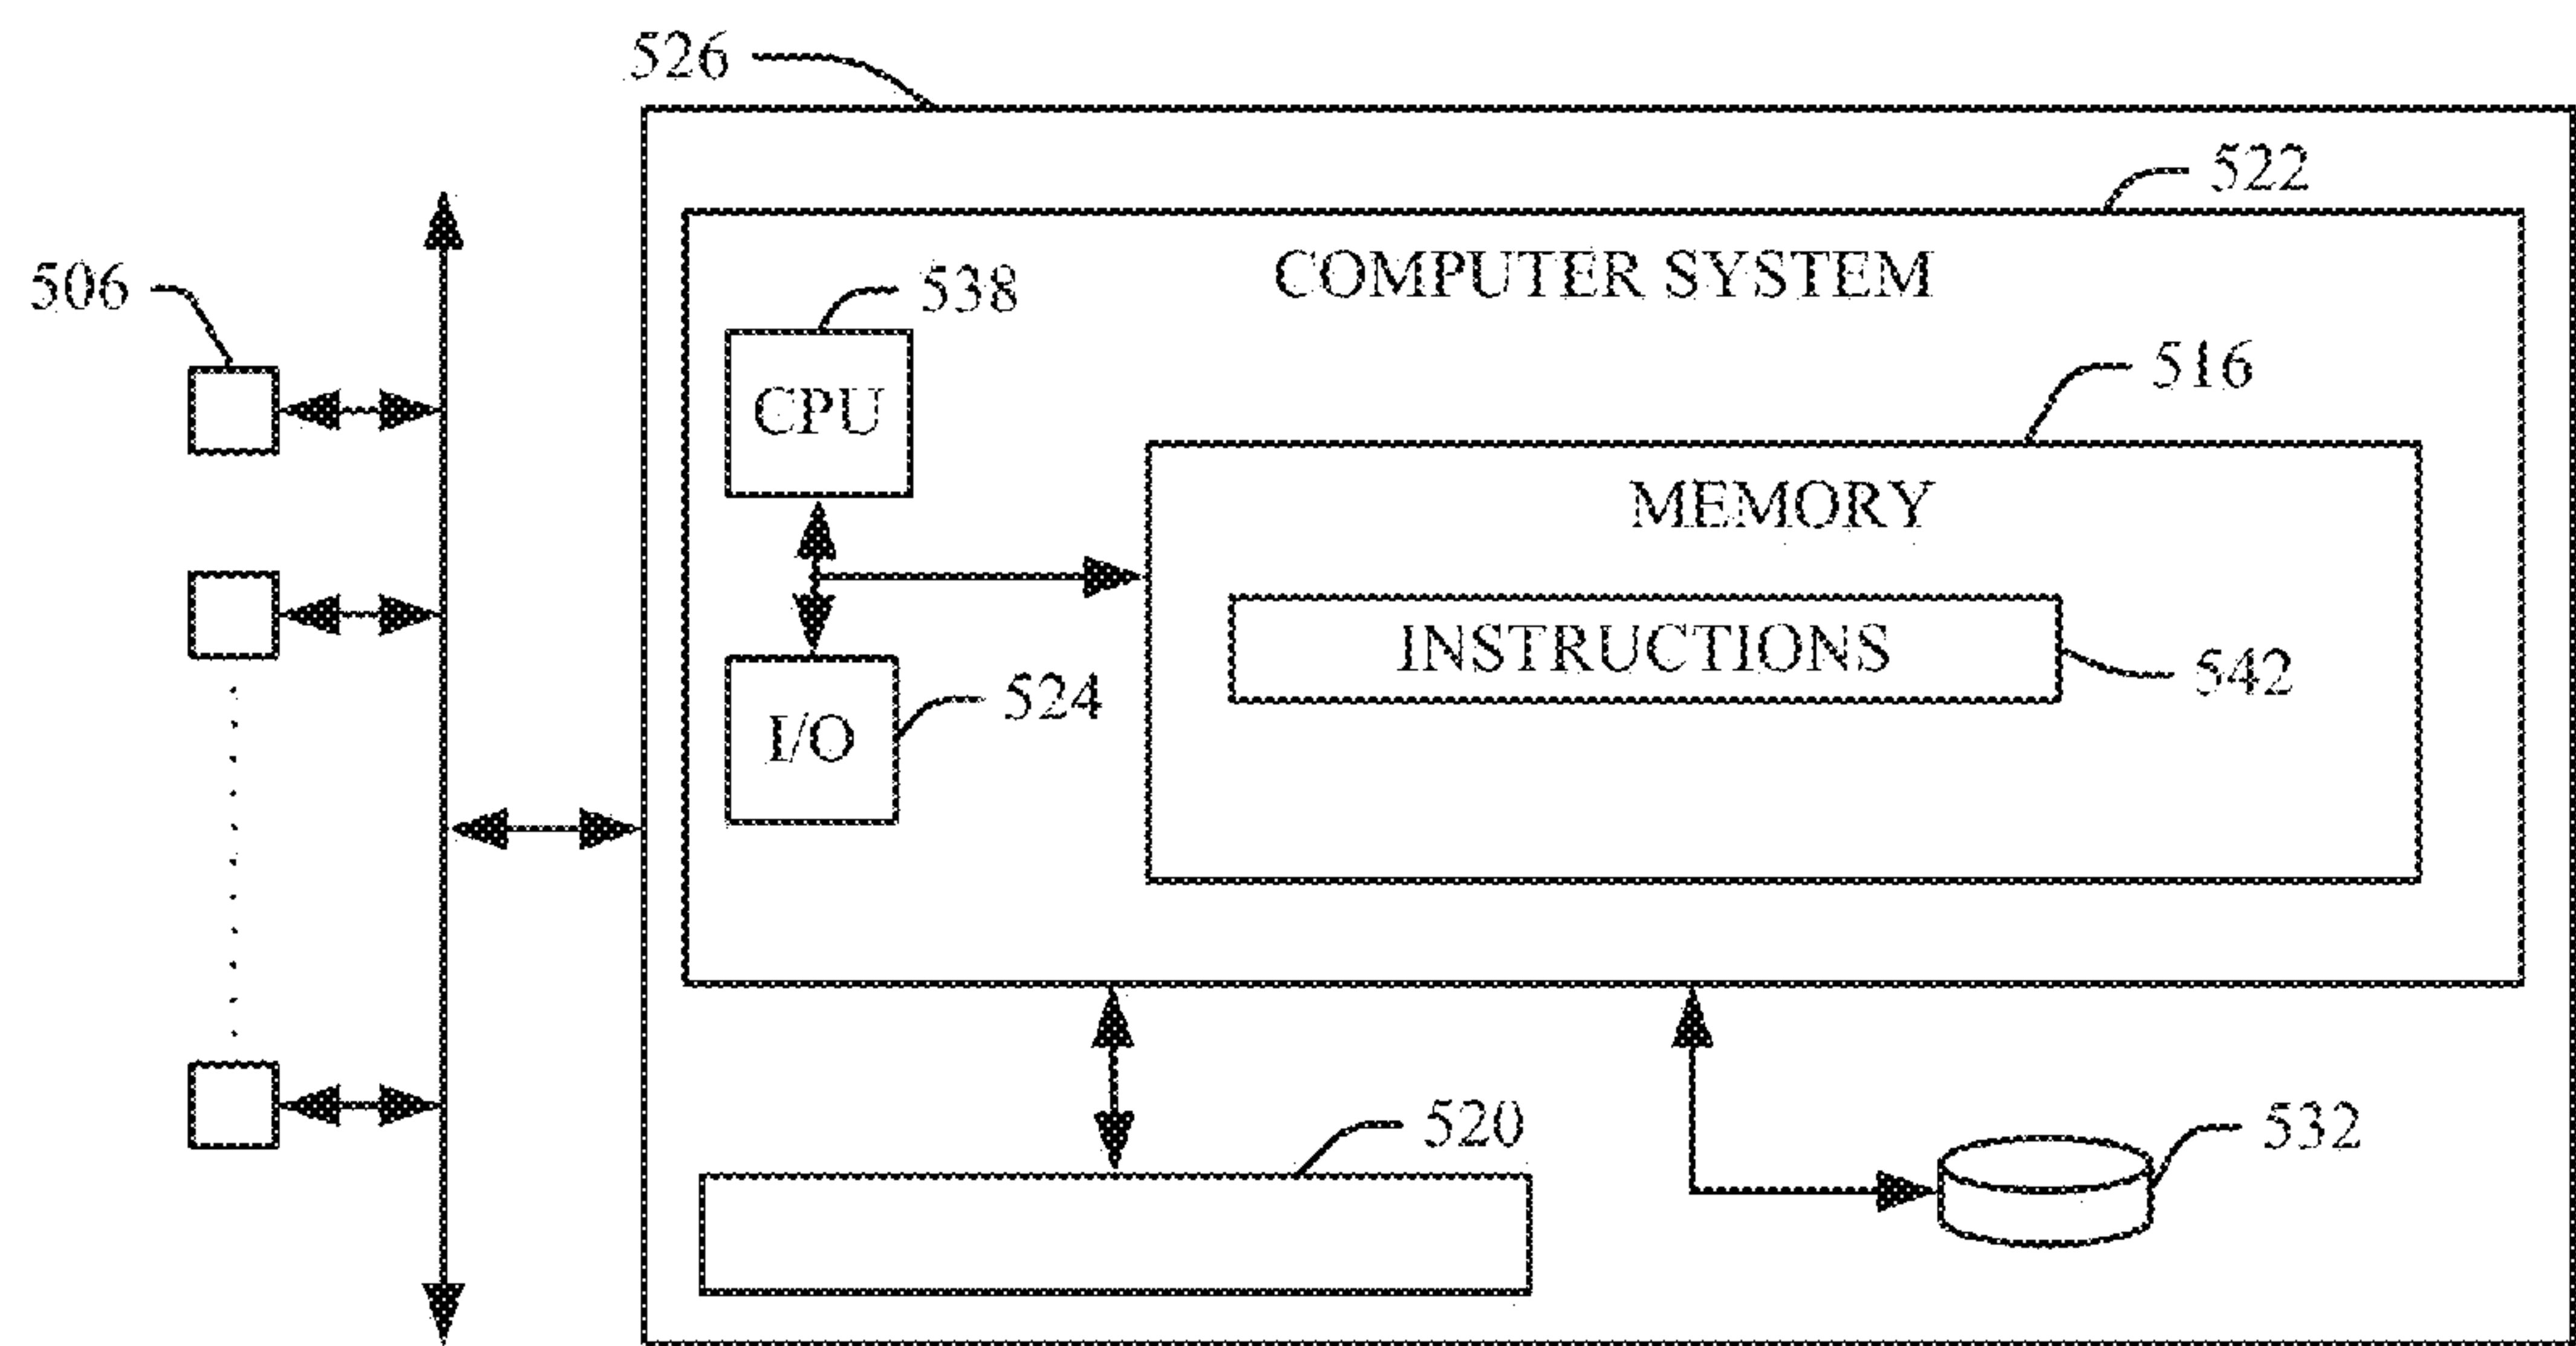 526
522
COMPUTER SYSTEM
506
538
516
CPU
MEMORY
INSTRUCTIONS
542
524
I/O
520
532